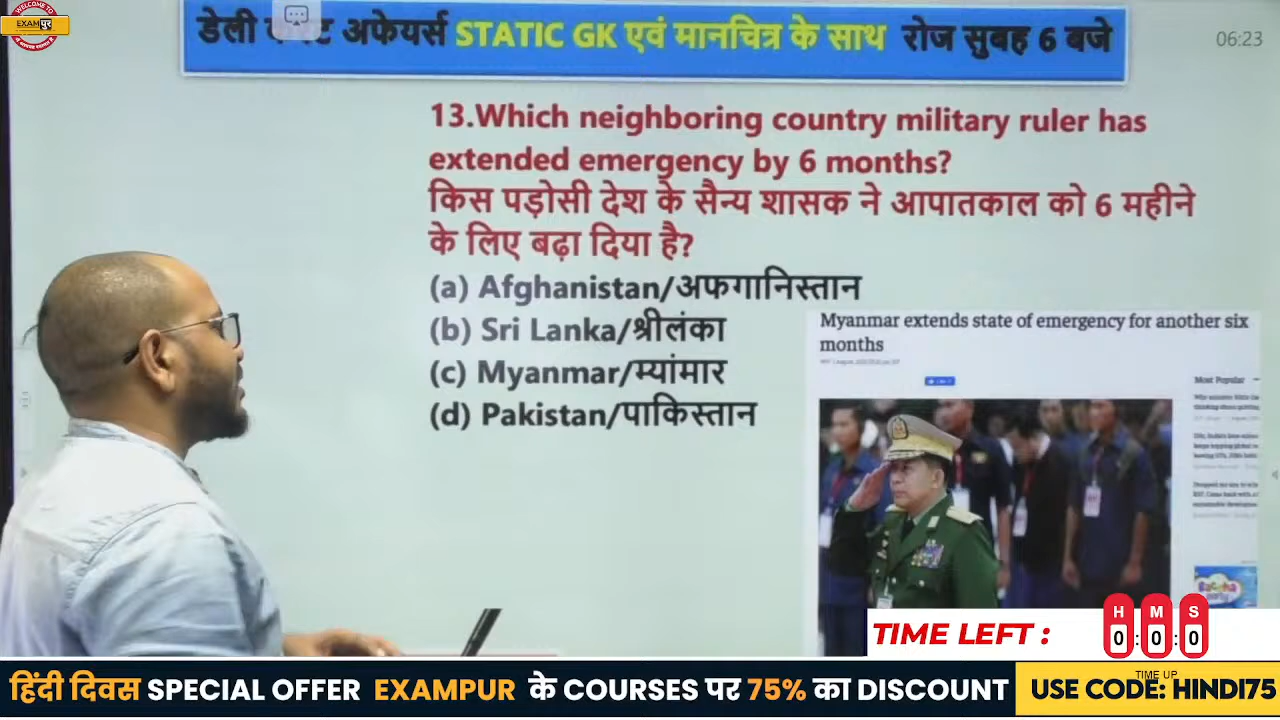 WELCOME TO
EXAMपुर
डेली अफेयर्स STATIC GK एवं मानचित्र के साथ रोज सुबह 6 बजे
06:23
13.Which neighboring country military ruler has
extended emergency by 6 months?
किस पड़ोसी देश के सैन्य शासक ने आपातकाल को 6 महीने
के लिए बढ़ा दिया है?
(a) Afghanistan/अफगानिस्तान
(b) Sri Lanka/श्रीलंका
(c) Myanmar/म्यांमार
(d) Pakistan/पाकिस्तान
Myanmar extends state of emergency for another six
months
Most Popular
TIME LEFT :
H M S
0 : 0 : 0
TIME UP
हिंदी दिवस SPECIAL OFFER EXAMPUR के COURSES पर 75% का DISCOUNT
USE CODE: HINDI75